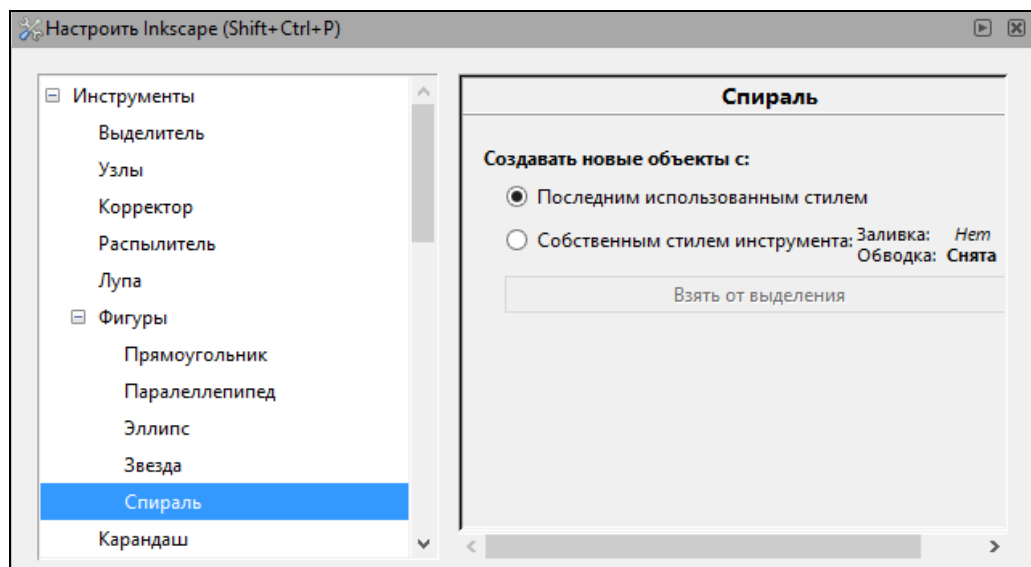 Настроить Inkscape (Shift+Ctrl+P)
Инструменты
Выделитель
Узлы
Корректор
Распылитель
Лупа
Фигуры
Прямоугольник
Паралеллепипед
Эллипс
Звезда
Спираль
Карандаш
Спираль
Создавать новые объекты с:
Последним использованным стилем
Собственным стилем инструмента: Заливка: Нет
Обводка: Снята
Взять от выделения